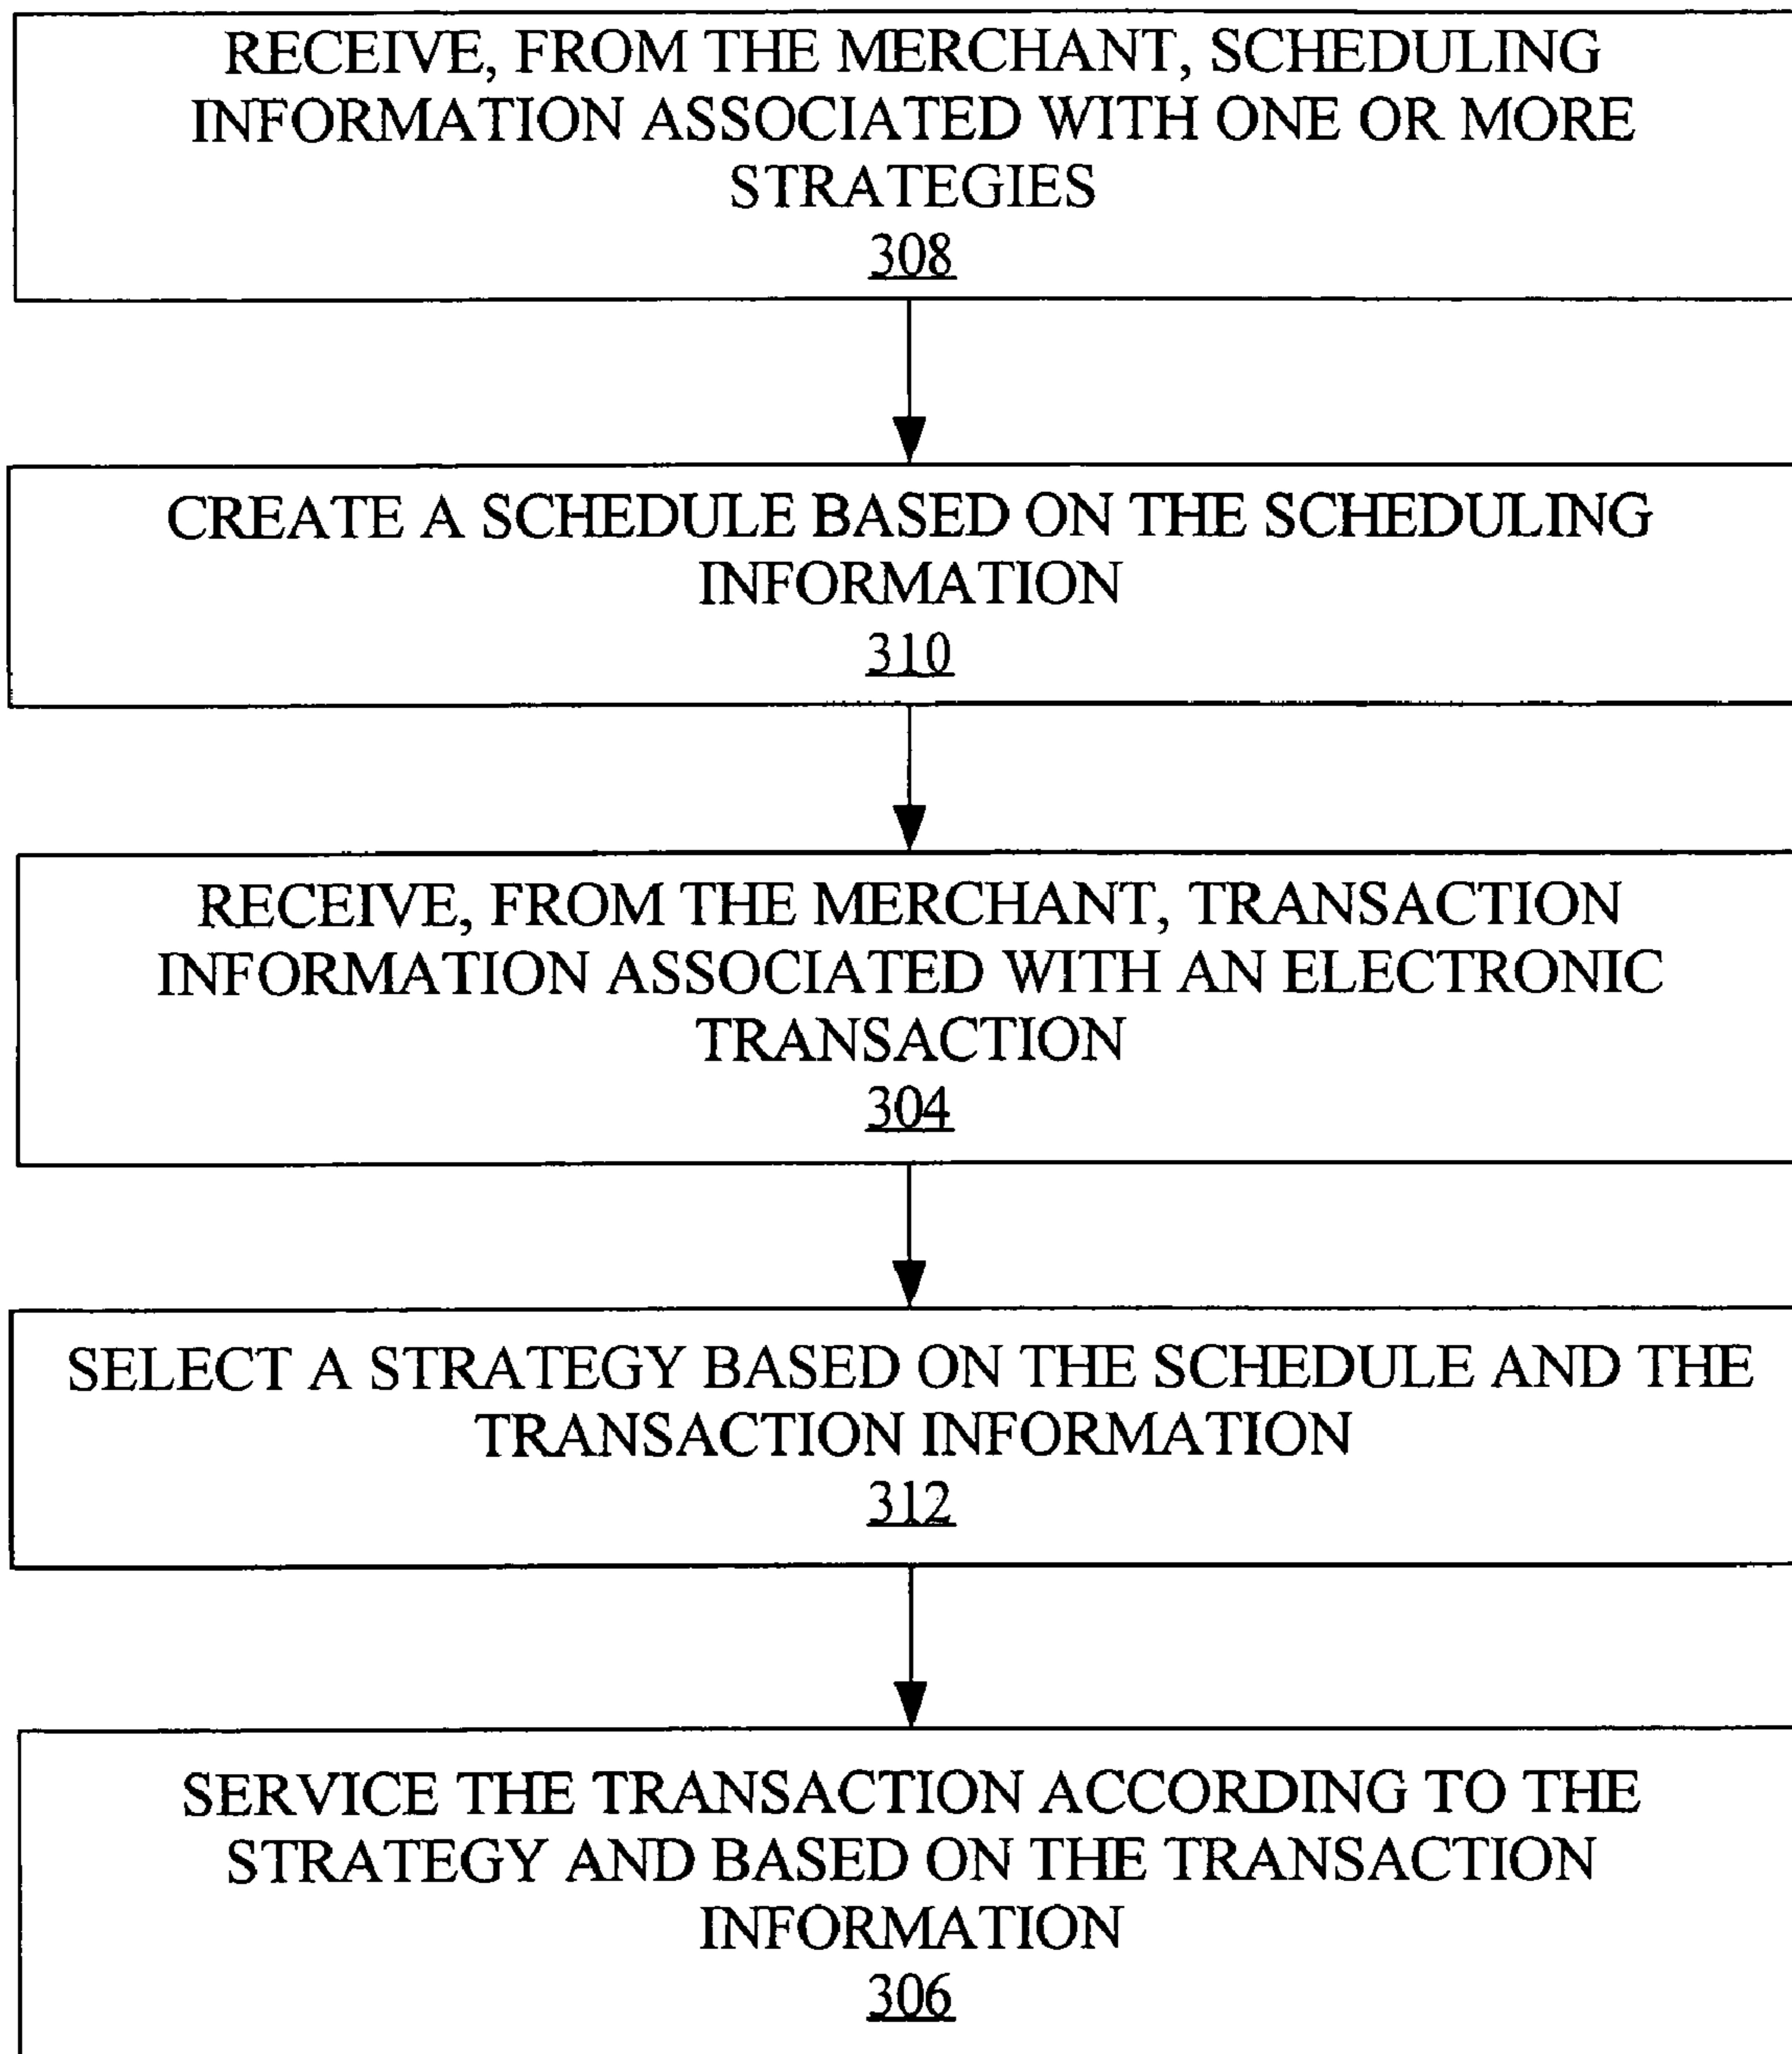 RECEIVE, FROM THE MERCHANT, SCHEDULING
INFORMATION ASSOCIATED WITH ONE OR MORE
STRATEGIES
308
CREATE A SCHEDULE BASED ON THE SCHEDULING
INFORMATION
310
RECEIVE, FROM THE MERCHANT, TRANSACTION
INFORMATION ASSOCIATED WITH AN ELECTRONIC
TRANSACTION
304
SELECT A STRATEGY BASED ON THE SCHEDULE AND THE
TRANSACTION INFORMATION
312
SERVICE THE TRANSACTION ACCORDING TO THE
STRATEGY AND BASED ON THE TRANSACTION
INFORMATION
306